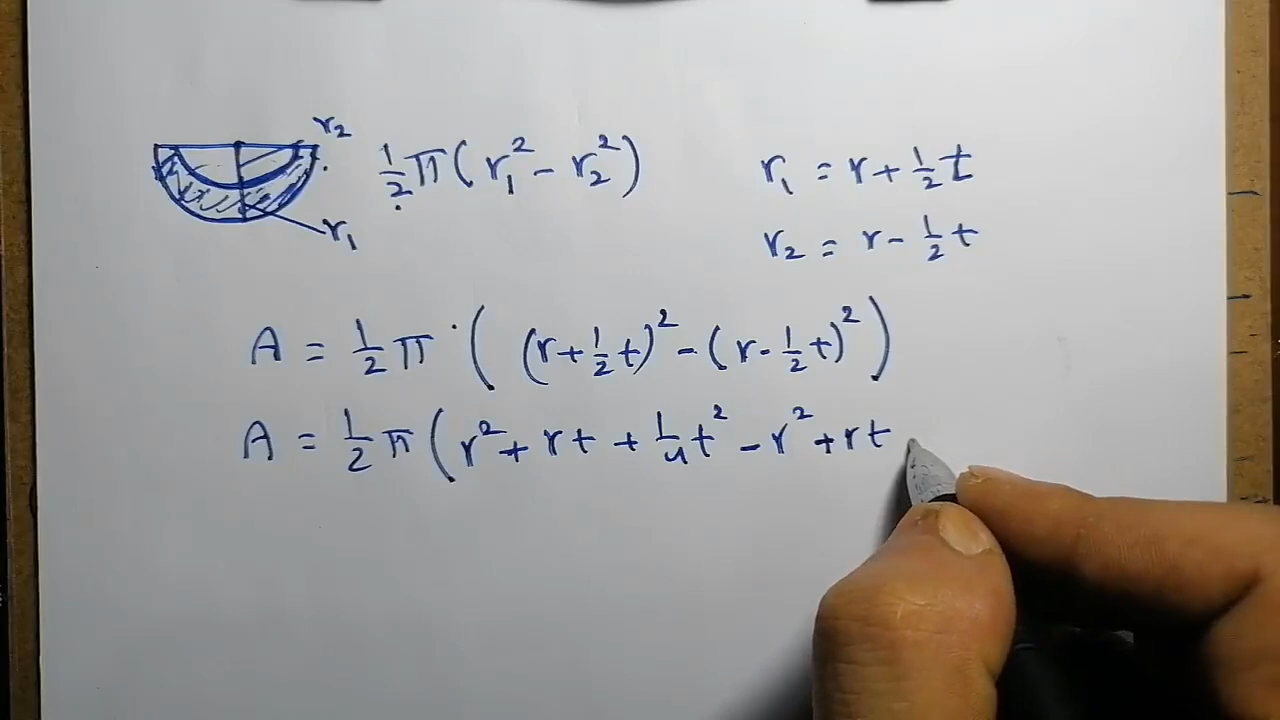 r₂
½π(r₁² - r₂²)
r₁
r₁ = r + ½t
r₂ = r - ½t
A = ½π · ((r + ½t)² - (r - ½t)²)
A = ½π(r² + rt + ¼t² - r² + rt